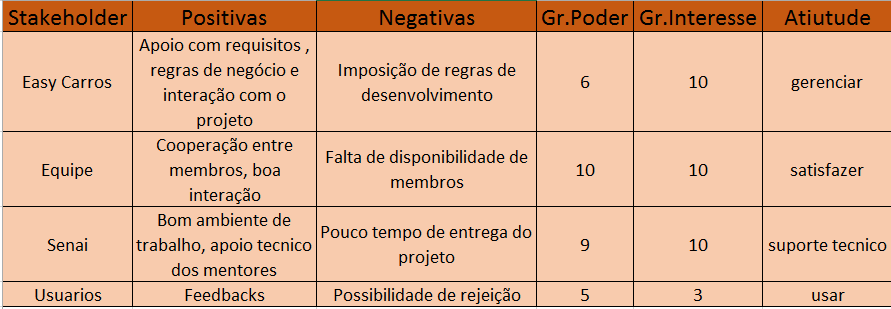 Stakeholder Positivas Negativas Gr.Poder Gr.Interesse Atiutude
Easy Carros
Apoio com requisitos ,
regras de negócio e
interação com o
projeto
Imposição de regras de
desenvolvimento
6
10
gerenciar
Equipe
Cooperação entre
membros, boa
interação
Falta de disponibilidade de
membros
10
10
satisfazer
Senai
Bom ambiente de
trabalho, apoio tecnico
dos mentores
Pouco tempo de entrega do
projeto
9
10
suporte tecnico
Usuarios Feedbacks Possibilidade de rejeição 5 3 usar